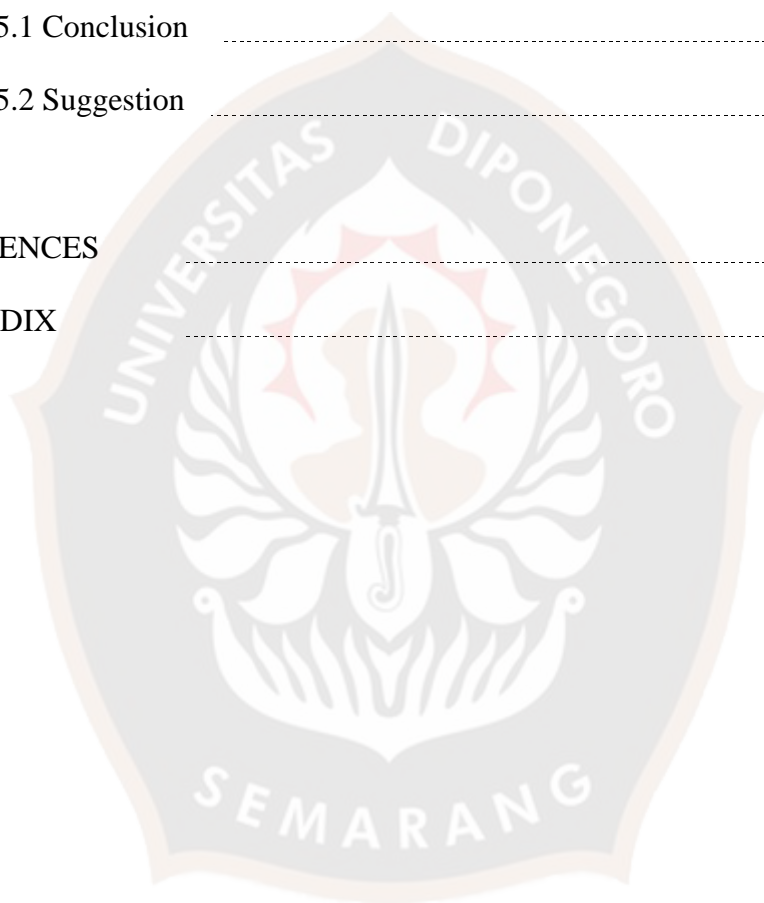 5.1 Conclusion
5.2 Suggestion
ENCES
DIX
UNIVERSITAS DIPONEGORO
SEMARANG